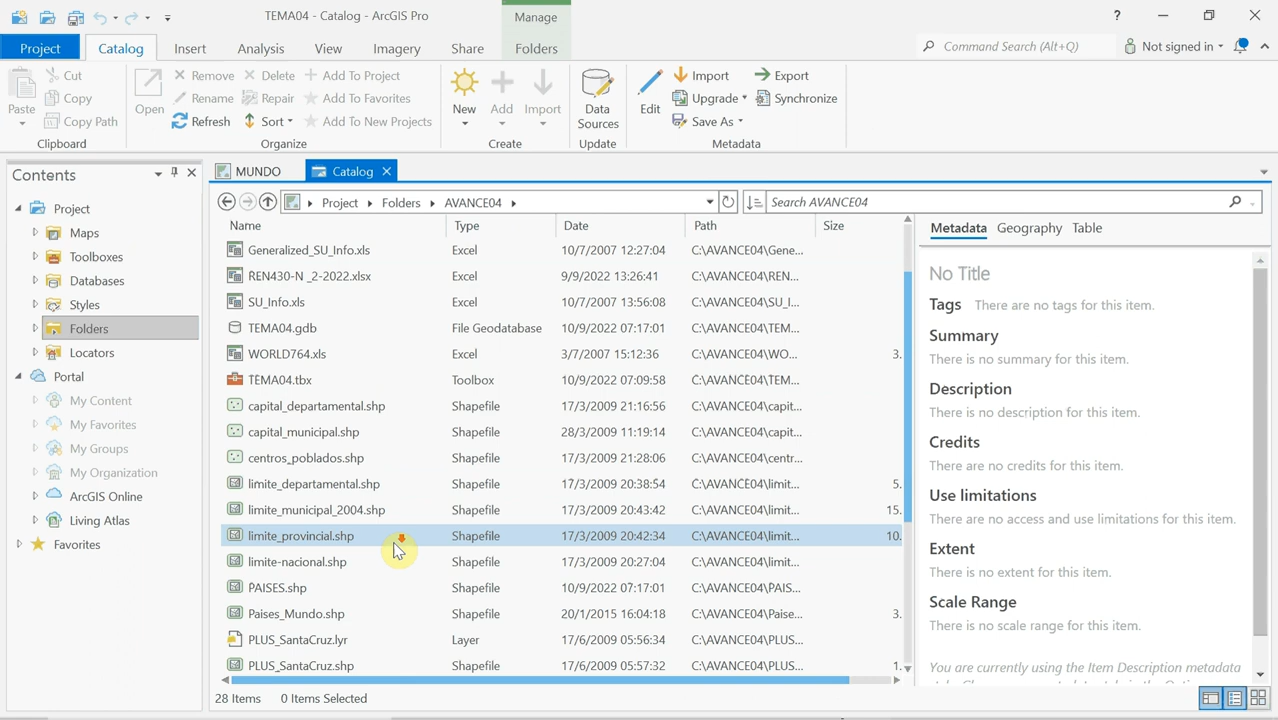 TEMA04 - Catalog - ArcGIS Pro
Manage
?
Project
Catalog
Insert
Analysis
View
Imagery
Share
Folders
Command Search (Alt+Q)
Not signed in
Paste
Cut
Copy
Copy Path
Clipboard
Open
Remove
Delete
Add To Project
Rename
Repair
Add To Favorites
Refresh
Sort
Add To New Projects
Organize
New
Add
Import
Create
Data Sources
Update
Edit
Import
Export
Upgrade
Synchronize
Save As
Metadata
Contents
MUNDO
Catalog
Project
Maps
Toolboxes
Databases
Styles
Folders
Locators
Portal
My Content
My Favorites
My Groups
My Organization
ArcGIS Online
Living Atlas
Favorites
Project Folders AVANCE04
Search AVANCE04
Name Type Date Path Size
Generalized_SU_Info.xls Excel 10/7/2007 12:27:04 C:\AVANCE04\Gene...
REN430-N _2-2022.xlsx Excel 9/9/2022 13:26:41 C:\AVANCE04\REN...
SU_Info.xls Excel 10/7/2007 13:56:08 C:\AVANCE04\SU_I...
TEMA04.gdb File Geodatabase 10/9/2022 07:17:01 C:\AVANCE04\TEM...
WORLD764.xls Excel 3/7/2007 15:12:36 C:\AVANCE04\WO... 3.
TEMA04.tbx Toolbox 10/9/2022 07:09:58 C:\AVANCE04\TEM...
capital_departamental.shp Shapefile 17/3/2009 21:16:56 C:\AVANCE04\capit...
capital_municipal.shp Shapefile 28/3/2009 11:19:14 C:\AVANCE04\capit...
centros_poblados.shp Shapefile 17/3/2009 21:28:06 C:\AVANCE04\centr...
limite_departamental.shp Shapefile 17/3/2009 20:38:54 C:\AVANCE04\limit... 5.
limite_municipal_2004.shp Shapefile 17/3/2009 20:43:42 C:\AVANCE04\limit... 15.
limite_provincial.shp Shapefile 17/3/2009 20:42:34 C:\AVANCE04\limit... 10.
limite-nacional.shp Shapefile 17/3/2009 20:27:04 C:\AVANCE04\limit...
PAISES.shp Shapefile 10/9/2022 07:17:01 C:\AVANCE04\PAIS...
Paises_Mundo.shp Shapefile 20/1/2015 16:04:18 C:\AVANCE04\Paise... 3.
PLUS_SantaCruz.lyr Layer 17/6/2009 05:56:34 C:\AVANCE04\PLUS...
PLUS_SantaCruz.shp Shapefile 17/6/2009 05:57:32 C:\AVANCE04\PLUS... 1.
28 Items 0 Items Selected
Metadata Geography Table
No Title
Tags There are no tags for this item.
Summary
There is no summary for this item.
Description
There is no description for this item.
Credits
There are no credits for this item.
Use limitations
There are no access and use limitations for this item.
Extent
There is no extent for this item.
Scale Range
There is no scale range for this item.
You are currently using the Item Description metadata